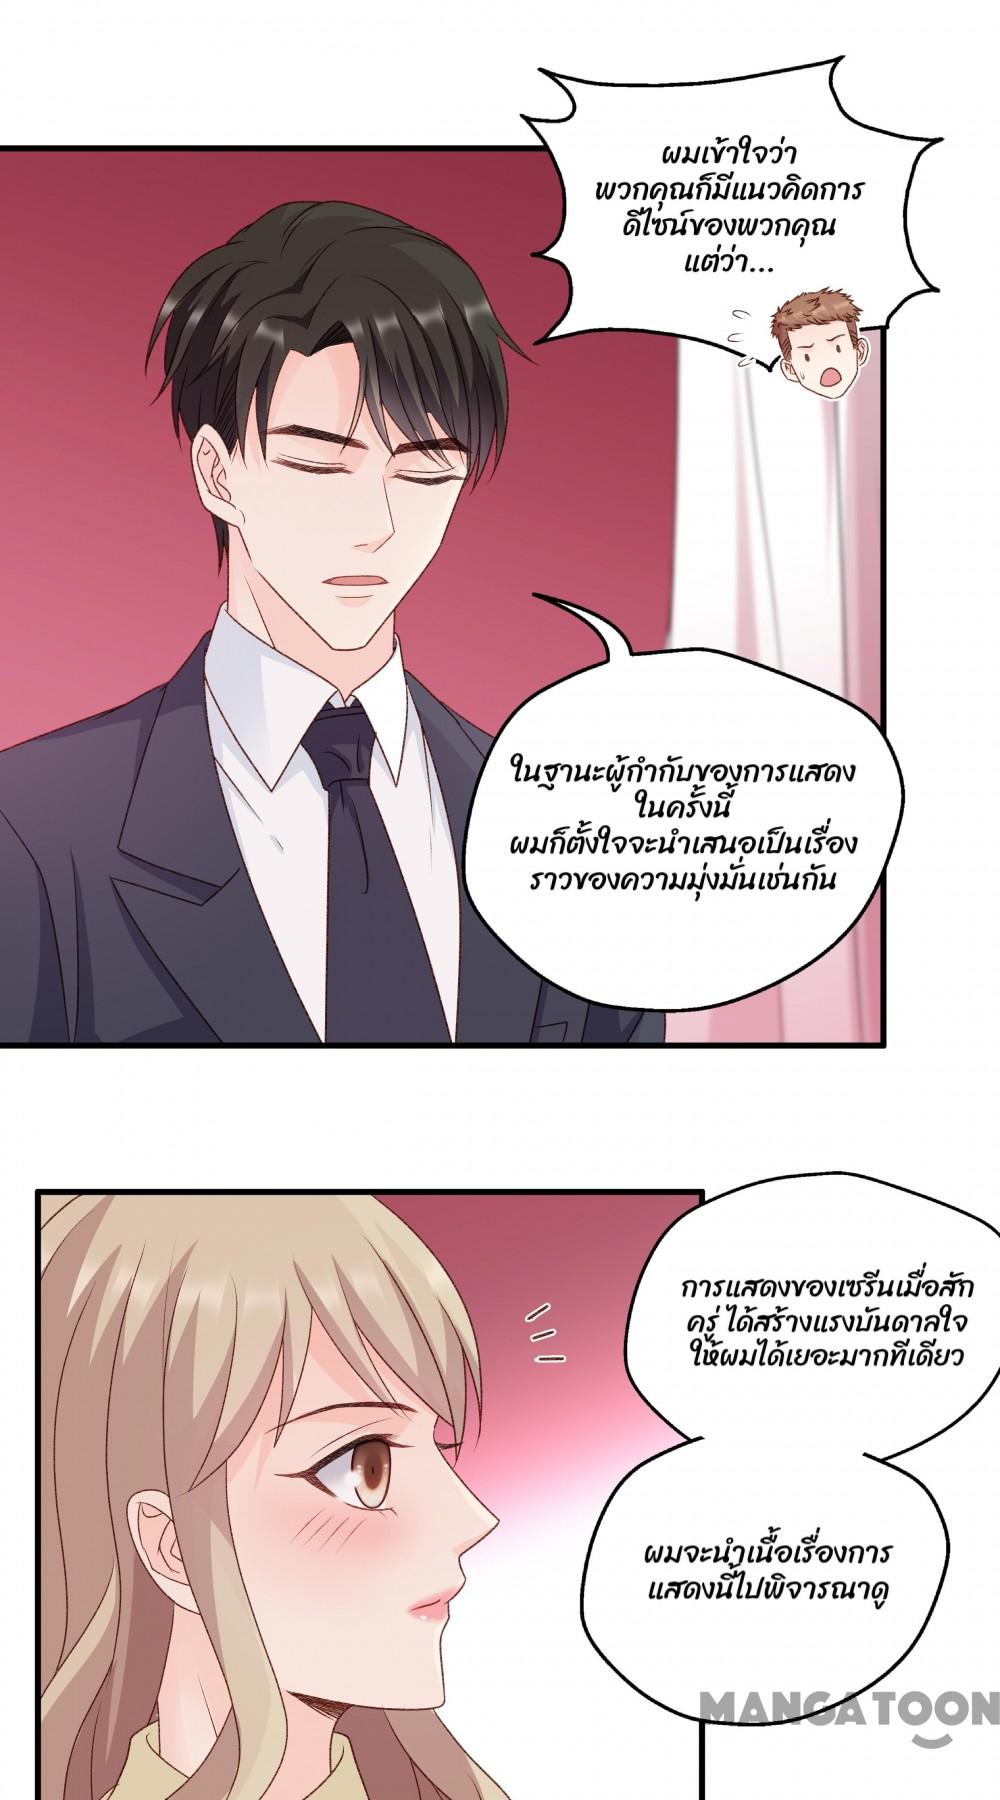 ผมเข้าใจว่า
พวกคุณก็มีแนวคิดการ
ดีไซน์ของพวกคุณ
แต่ว่า...
ในฐานะผู้กำกับของการแสดง
ในครั้งนี้
ผมก็ตั้งใจจะนำเสนอเป็นเรื่อง
ราวของความมุ่งมั่นเช่นกัน
การแสดงของเซรีนเมื่อสัก
ครู่ ได้สร้างแรงบันดาลใจ
ให้ผมได้เยอะมากทีเดียว
ผมจะนำเนื้อเรื่องการ
แสดงนี้ไปพิจารณาดู
MANGATOON